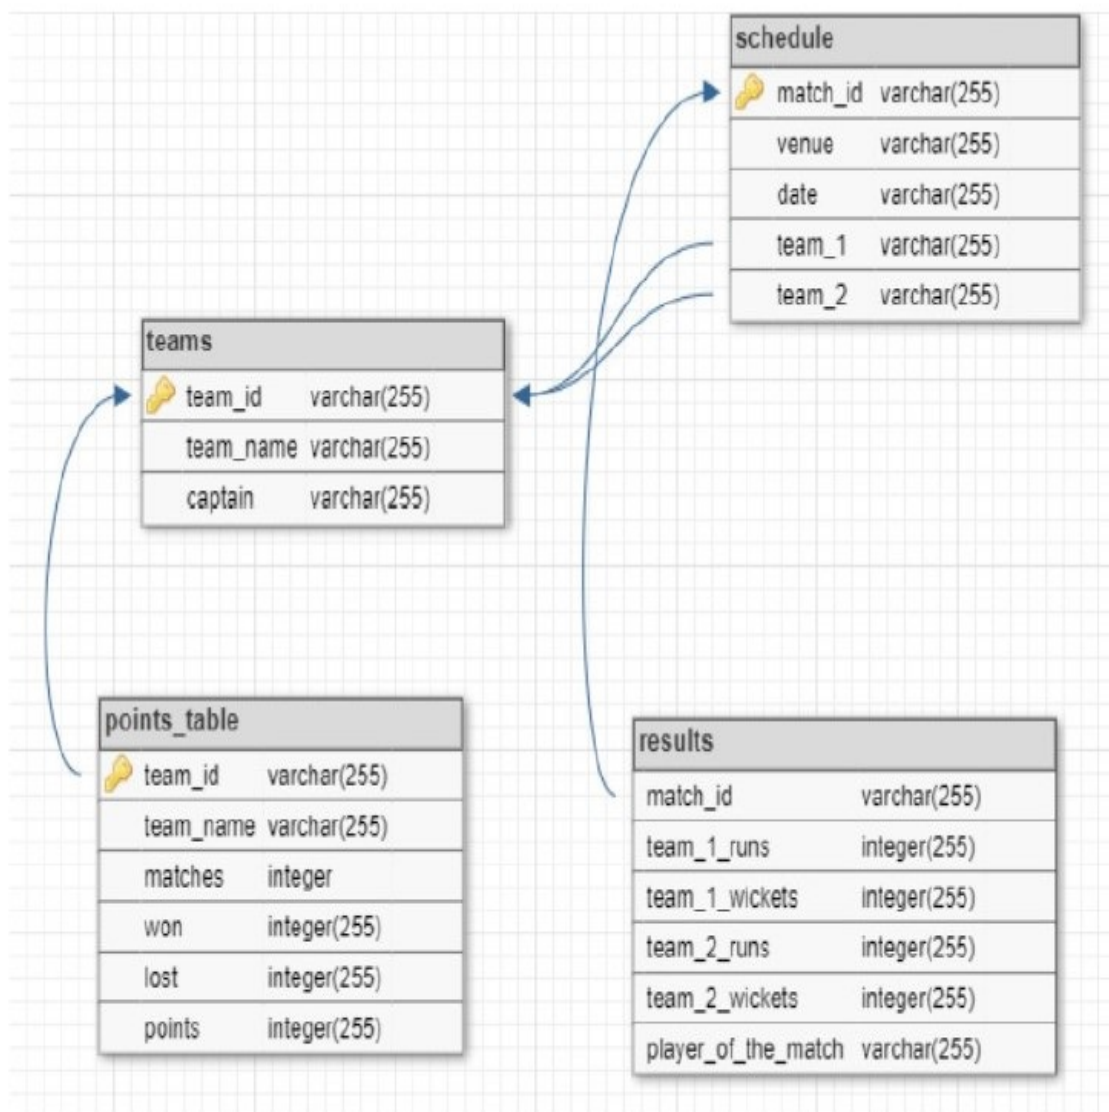 schedule
match_id varchar(255)
venue varchar(255)
date varchar(255)
team_1 varchar(255)
team_2 varchar(255)
teams
team_id varchar(255)
team_name varchar(255)
captain varchar(255)
points_table
team_id varchar(255)
team_name varchar(255)
matches integer
won integer(255)
lost integer(255)
points integer(255)
results
match_id varchar(255)
team_1_runs integer(255)
team_1_wickets integer(255)
team_2_runs integer(255)
team_2_wickets integer(255)
player_of_the_match varchar(255)